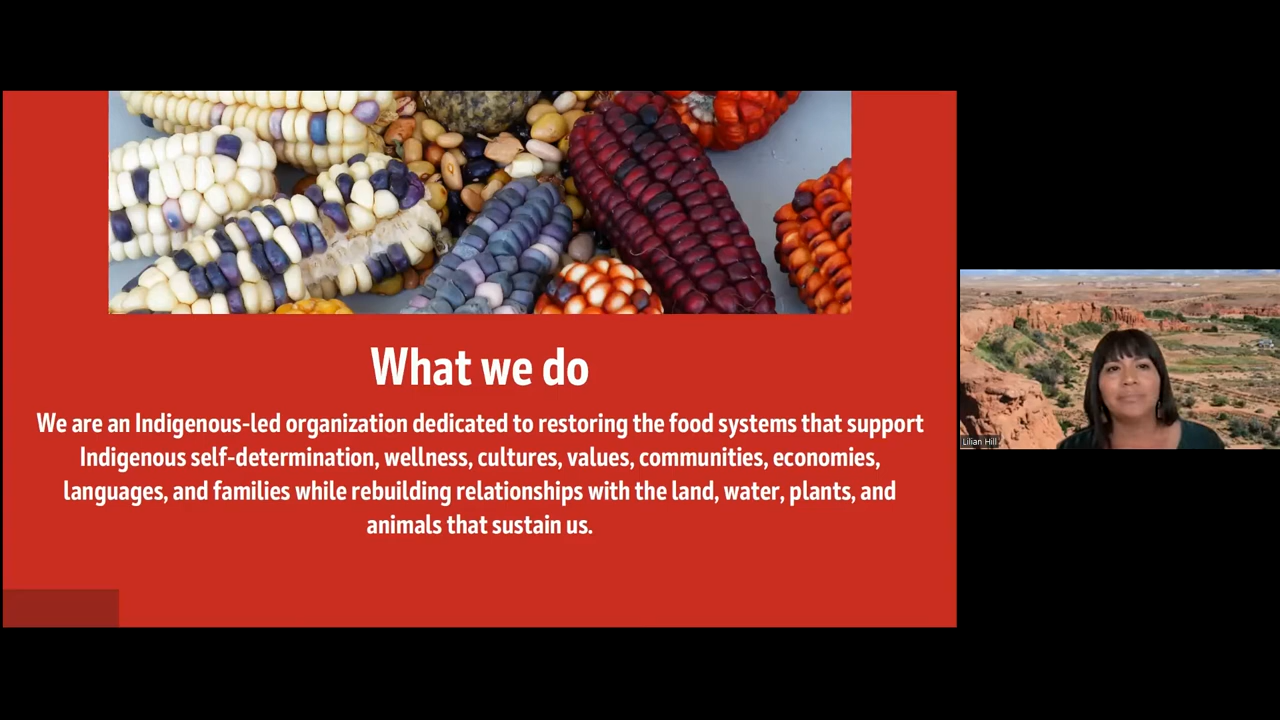 What we do
We are an Indigenous-led organization dedicated to restoring the food systems that support
Indigenous self-determination, wellness, cultures, values, communities, economies,
languages, and families while rebuilding relationships with the land, water, plants, and
animals that sustain us.
Lilian Hill